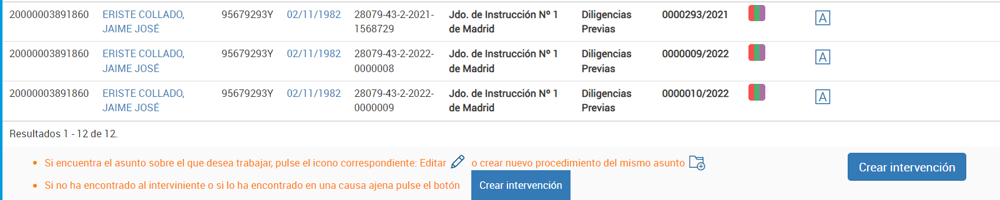 20000003891860 ERISTE COLLADO, 95679293Y 02/11/1982 28079-43-2-2021- Jdo. de Instrucción Nº 1 Diligencias 0000293/2021 A
JAIME JOSÉ 1568729 de Madrid Previas
20000003891860 ERISTE COLLADO, 95679293Y 02/11/1982 28079-43-2-2022- Jdo. de Instrucción Nº 1 Diligencias 0000009/2022 A
JAIME JOSÉ 0000008 de Madrid Previas
20000003891860 ERISTE COLLADO, 95679293Y 02/11/1982 28079-43-2-2022- Jdo. de Instrucción Nº 1 Diligencias 0000010/2022 A
JAIME JOSÉ 0000009 de Madrid Previas
Resultados 1 - 12 de 12.
• Si encuentra el asunto sobre el que desea trabajar, pulse el icono correspondiente: Editar o crear nuevo procedimiento del mismo asunto
Crear intervención
• Si no ha encontrado al interviniente o si lo ha encontrado en una causa ajena pulse el botón Crear intervención